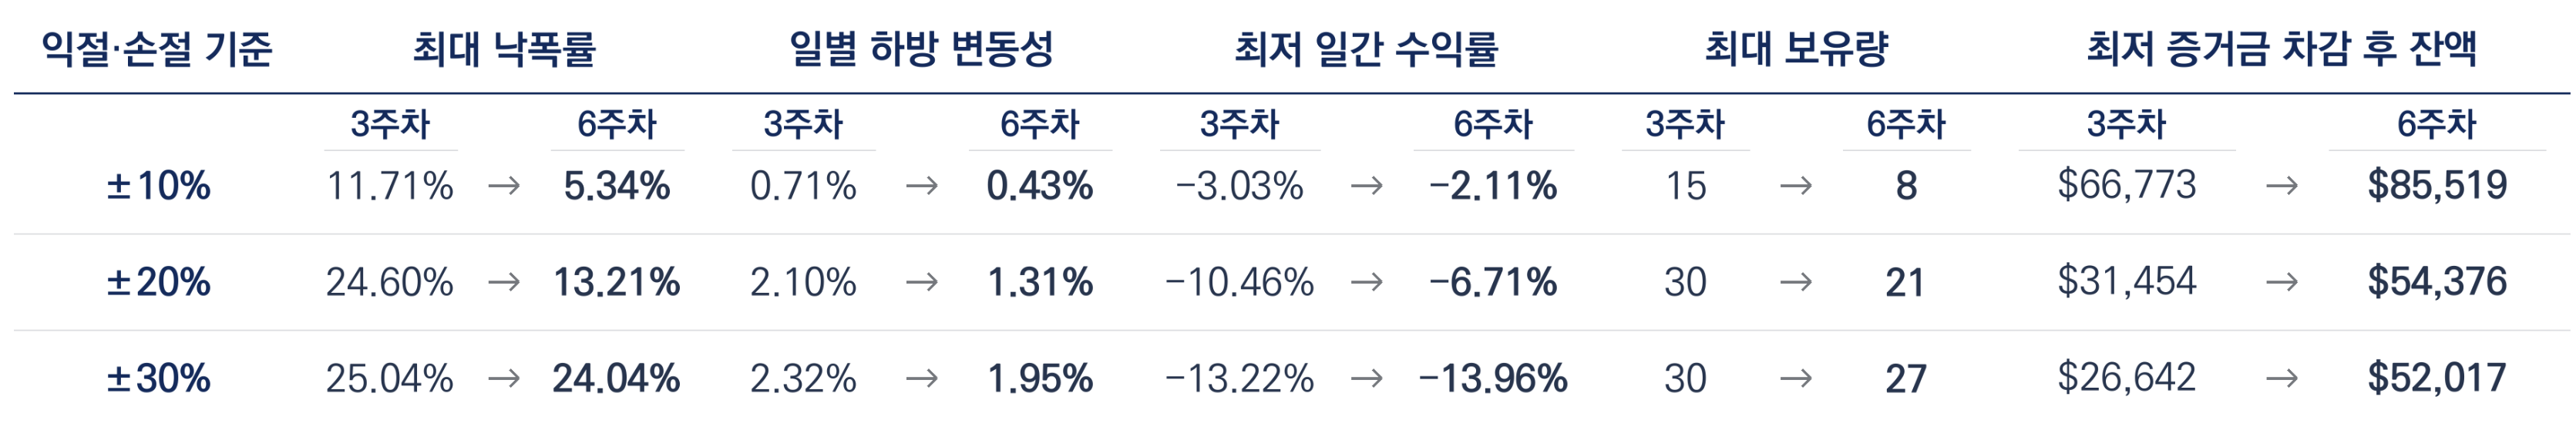 익절·손절 기준 최대 낙폭률 일별 하방 변동성 최저 일간 수익률 최대 보유량 최저 증거금 차감 후 잔액
3주차 6주차 3주차 6주차 3주차 6주차 3주차 6주차 3주차 6주차
±10% 11.71% → 5.34% 0.71% → 0.43% −3.03% → −2.11% 15 → 8 $66,773 → $85,519
±20% 24.60% → 13.21% 2.10% → 1.31% −10.46% → −6.71% 30 → 21 $31,454 → $54,376
±30% 25.04% → 24.04% 2.32% → 1.95% −13.22% → −13.96% 30 → 27 $26,642 → $52,017